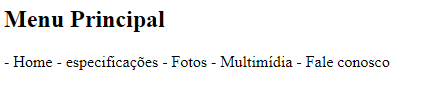 Menu Principal
- Home - especificações - Fotos - Multimídia - Fale conosco